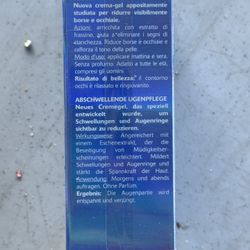 Nuova crema-gel appositamente
studiata per ridurre visibilmente
borse e occhiaie.
Azioni: arricchita con estratto di
frassino, aiuta a eliminare i segni di
stanchezza. Riduce borse e occhiaie e
rafforza il tono della pelle.
Modo d'uso: applicare mattina e sera.
Senza profumo. Adatto a tutte le età,
compresi gli uomini.
Risultato di bellezza: il contorno
occhi è rilassato e ringiovanito.
ABSCHWELLENDE UGENPFLEGE
Neues Cremegel, das speziell
entwickelt wurde, um
Schwellungen und Augenringe
sichtbar zu reduzieren.
Wirkungsweise: Angereichert mit
einem Eschenextrakt, der die
Beseitigung von Müdigkeits-
erscheinungen erleichtert. Mildert
Schwellungen und Augenringe und
stärkt die Spannkraft der Haut.
Anwendung: Morgens und abends
auftragen. Ohne Parfum.
Ergebnis: Die Augenpartie wird
entspannt und verjüngt.